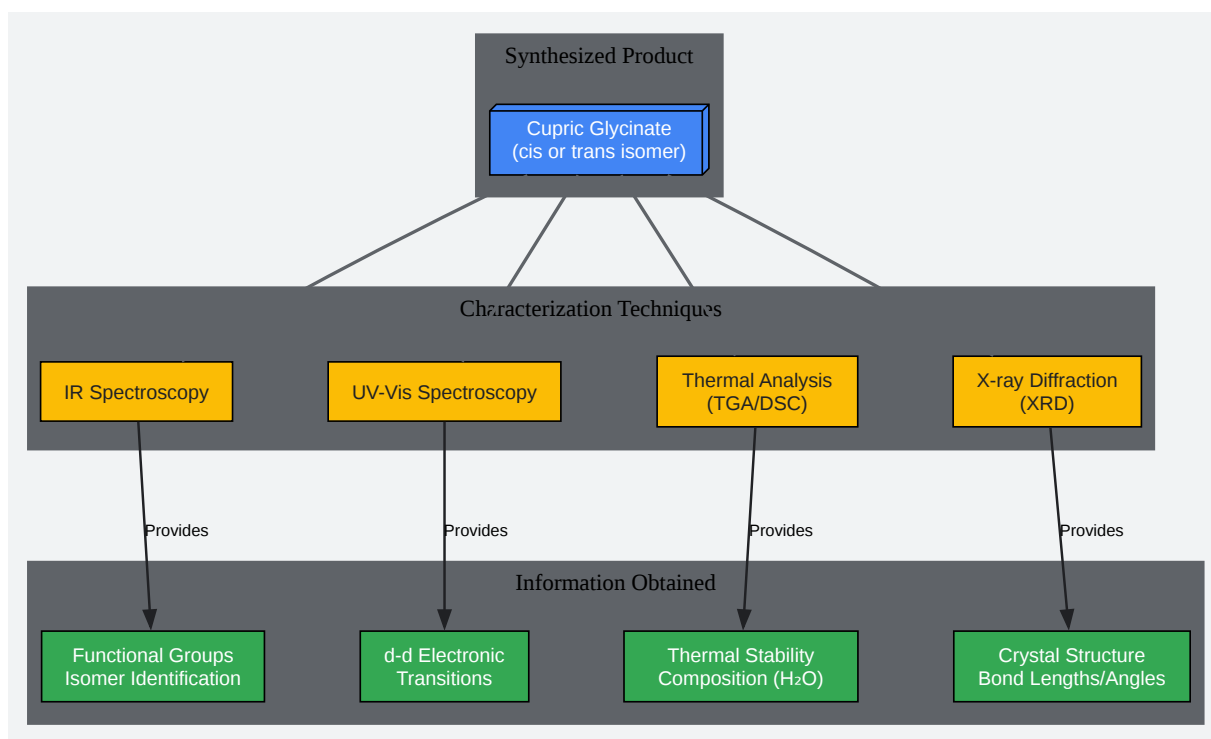 Synthesized Product
Cupric Glycinate
(cis or trans isomer)
Characterization Techniques
IR Spectroscopy
UV-Vis Spectroscopy
Thermal Analysis
(TGA/DSC)
X-ray Diffraction
(XRD)
Provides
Provides
Provides
Provides
Information Obtained
Functional Groups
Isomer Identification
d-d Electronic
Transitions
Thermal Stability
Composition (H₂O)
Crystal Structure
Bond Lengths/Angles